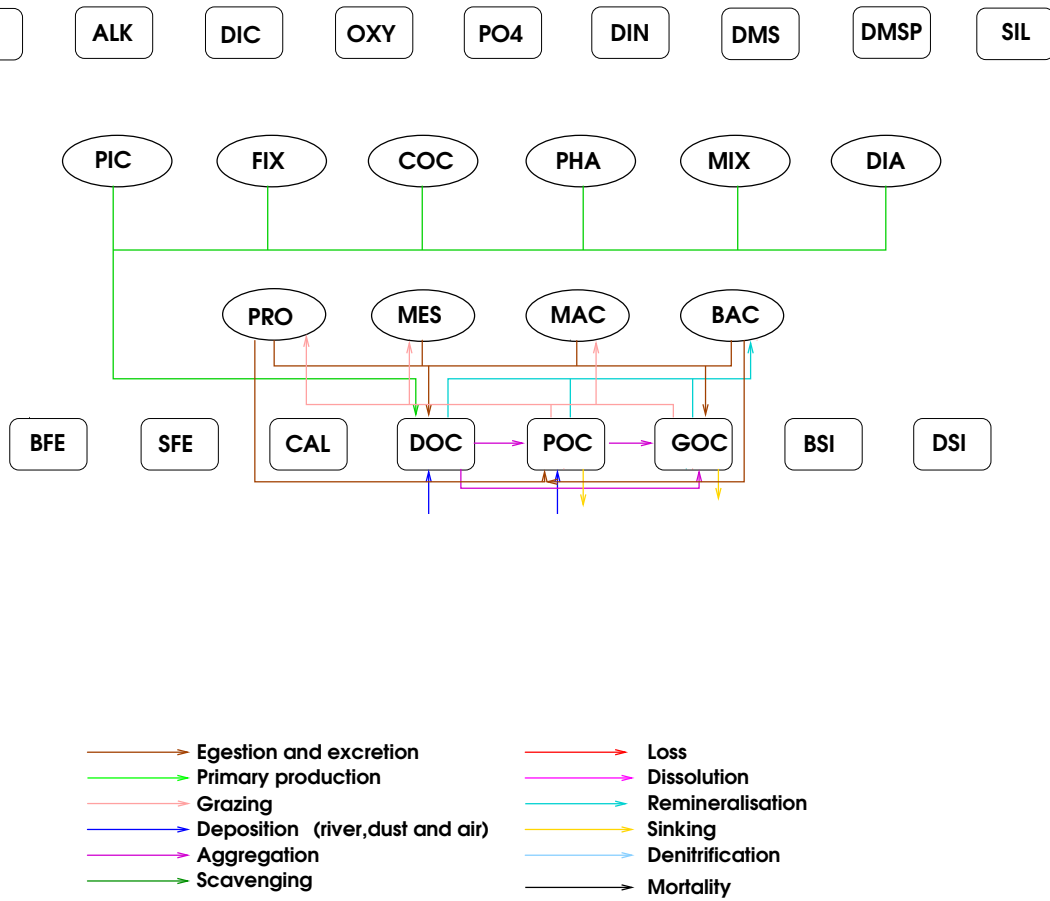 ALK DIC OXY PO4 DIN DMS DMSP SIL
PIC FIX COC PHA MIX DIA
PRO MES MAC BAC
BFE SFE CAL DOC POC GOC BSI DSI
Egestion and excretion
Primary production
Grazing
Deposition (river,dust and air)
Aggregation
Scavenging
Loss
Dissolution
Remineralisation
Sinking
Denitrification
Mortality